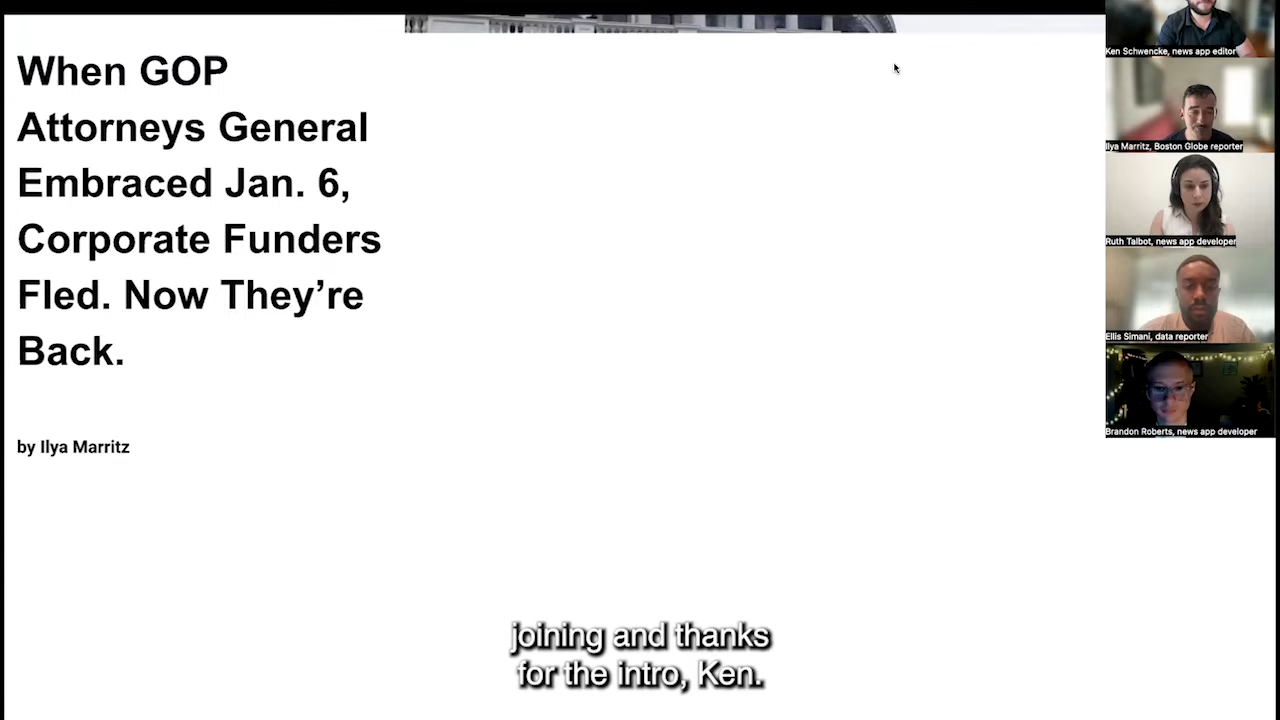 When GOP
Attorneys General
Embraced Jan. 6,
Corporate Funders
Fled. Now They’re
Back.
by Ilya Marritz
Ken Schwencke, news app editor
Ilya Marritz, Boston Globe reporter
Ruth Talbot, news app developer
Ellis Simani, data reporter
Brandon Roberts, news app developer
joining and thanks
for the intro, Ken.